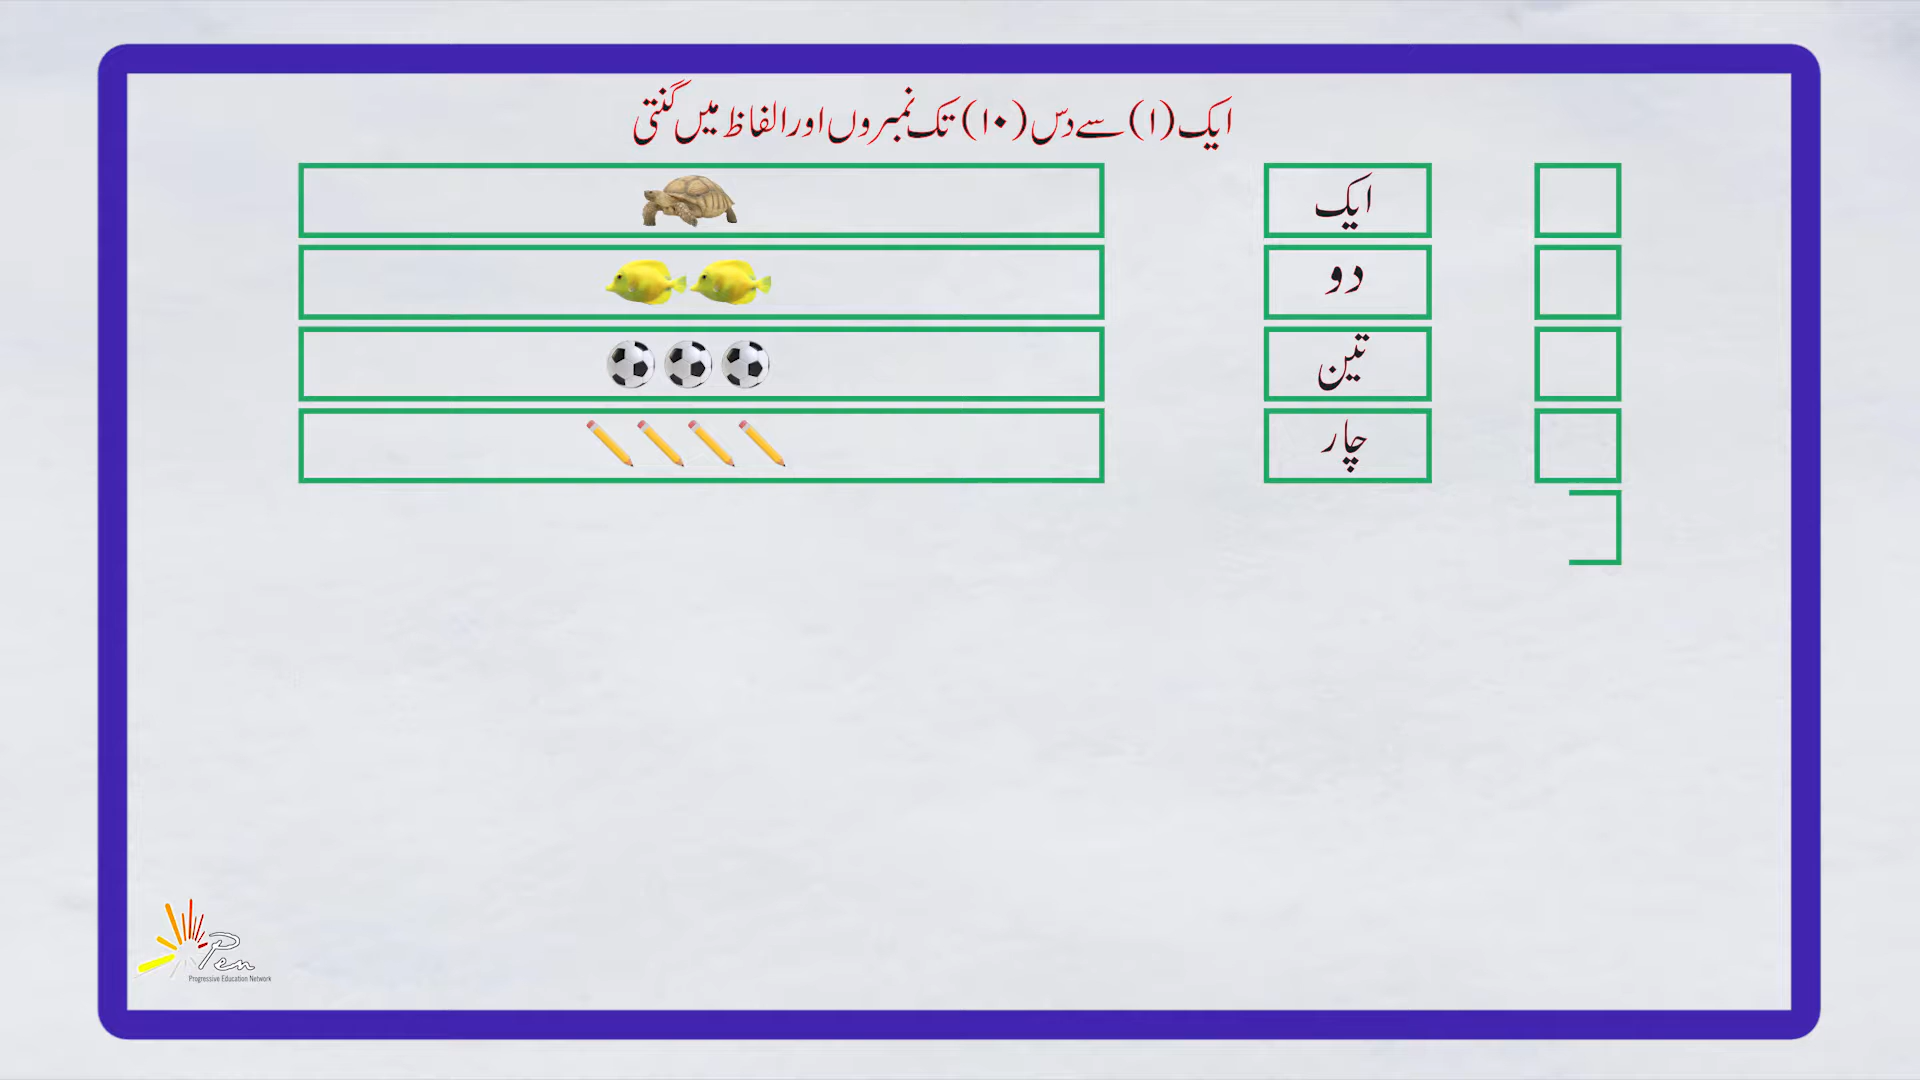 ایک (۱) سے دس (۱۰) تک نمبروں اور الفاظ میں گنتی
ایک
دو
تین
چار
Pen
Progressive Education Network